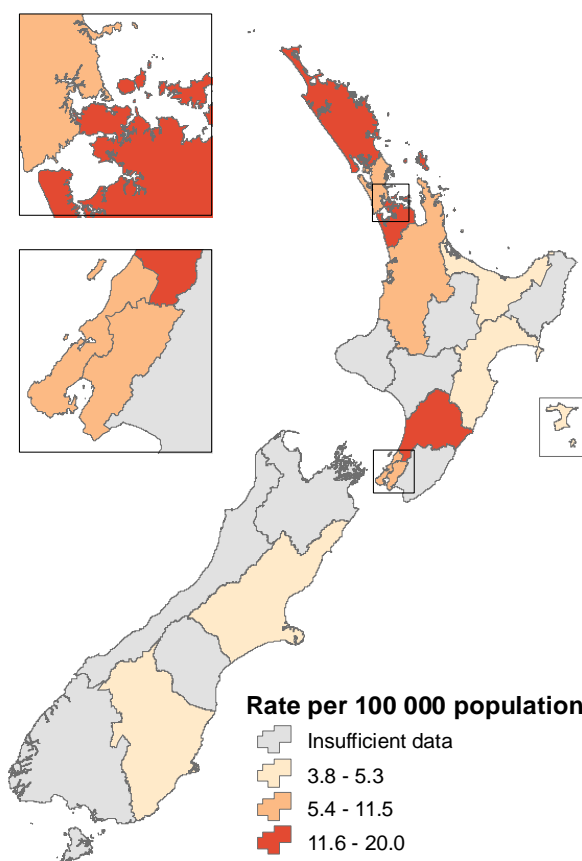 Rate per 100 000 population
Insufficient data
3.8 - 5.3
5.4 - 11.5
11.6 - 20.0